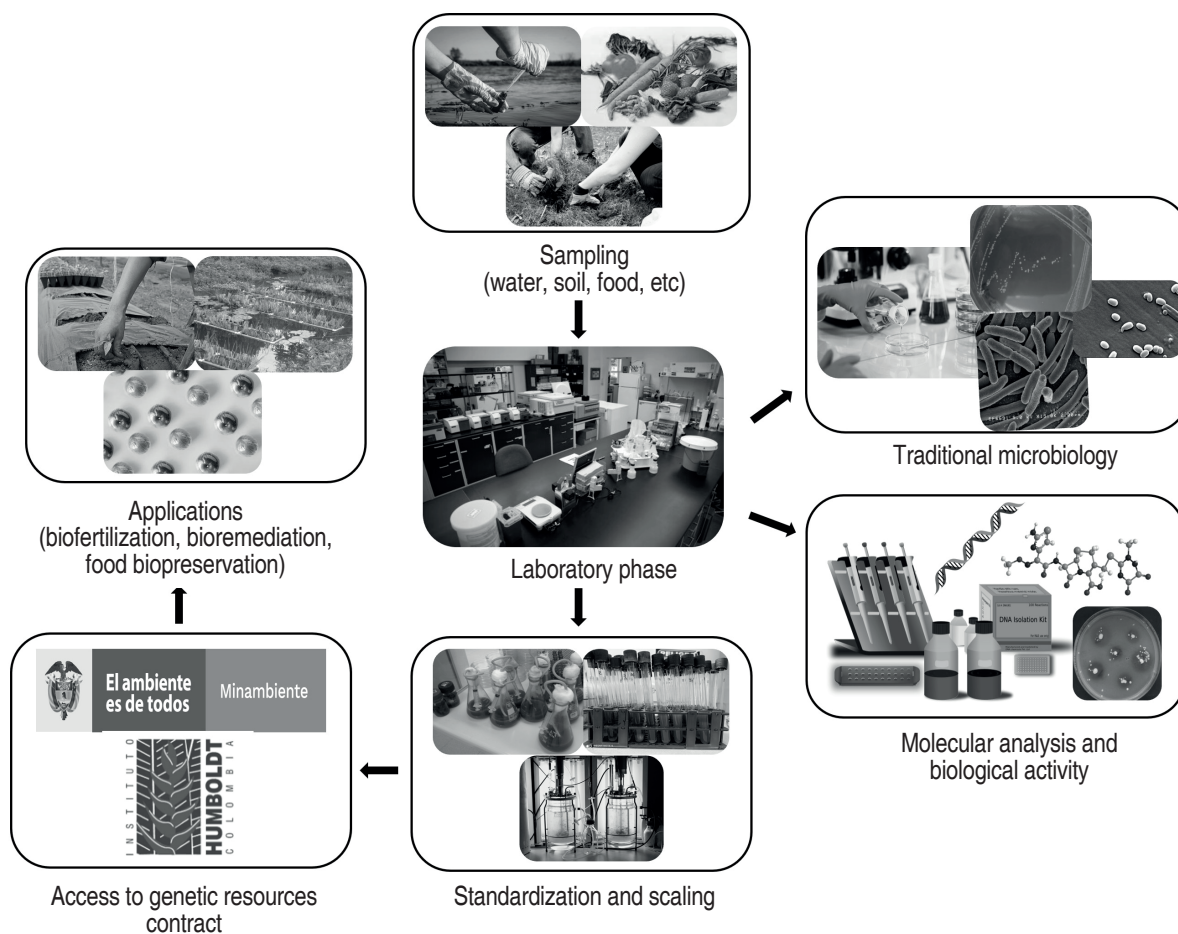 Sampling
(water, soil, food, etc)
Traditional microbiology
Applications
(biofertilization, bioremediation,
food biopreservation)
Laboratory phase
DNA Isolation Kit
El ambiente
es de todos
Minambiente
INSTITUTO
HUMBOLDT
COLOMBIA
Molecular analysis and
biological activity
Access to genetic resources
contract
Standardization and scaling